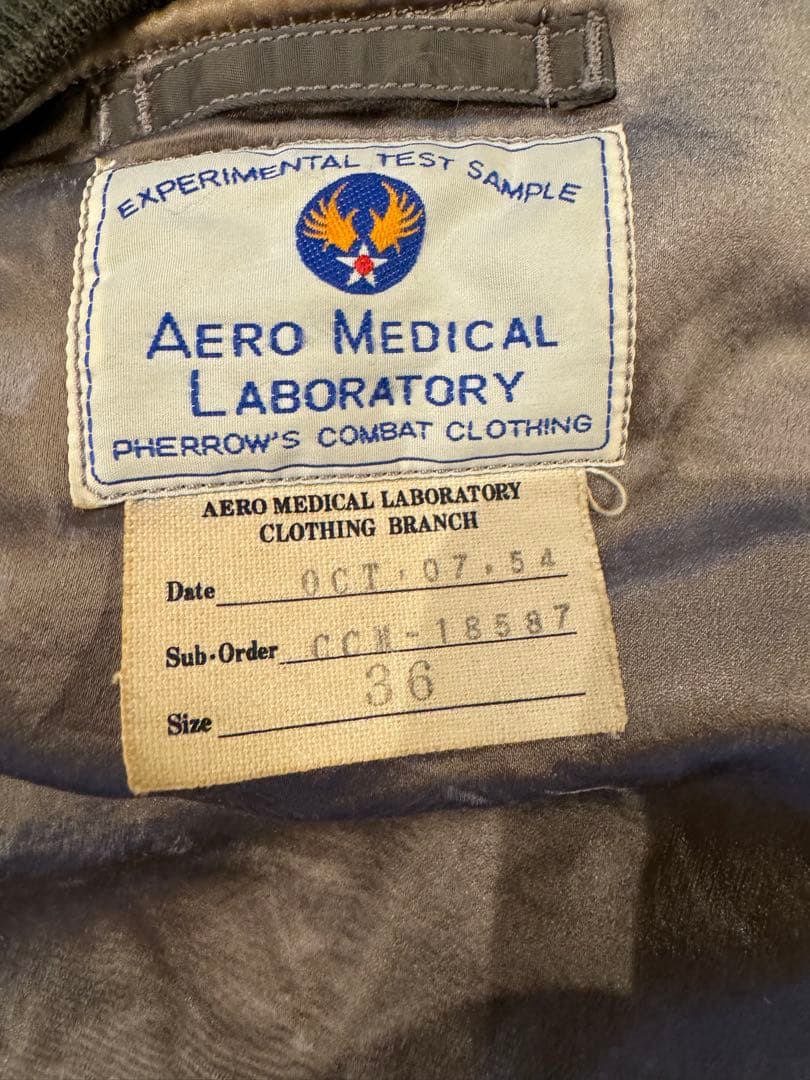 EXPERIMENTAL TEST SAMPLE
AERO MEDICAL
LABORATORY
PHERROW'S COMBAT CLOTHING
AERO MEDICAL LABORATORY
CLOTHING BRANCH
Date OCT. 07. 54
Sub-Order CCN-18587
Size 36